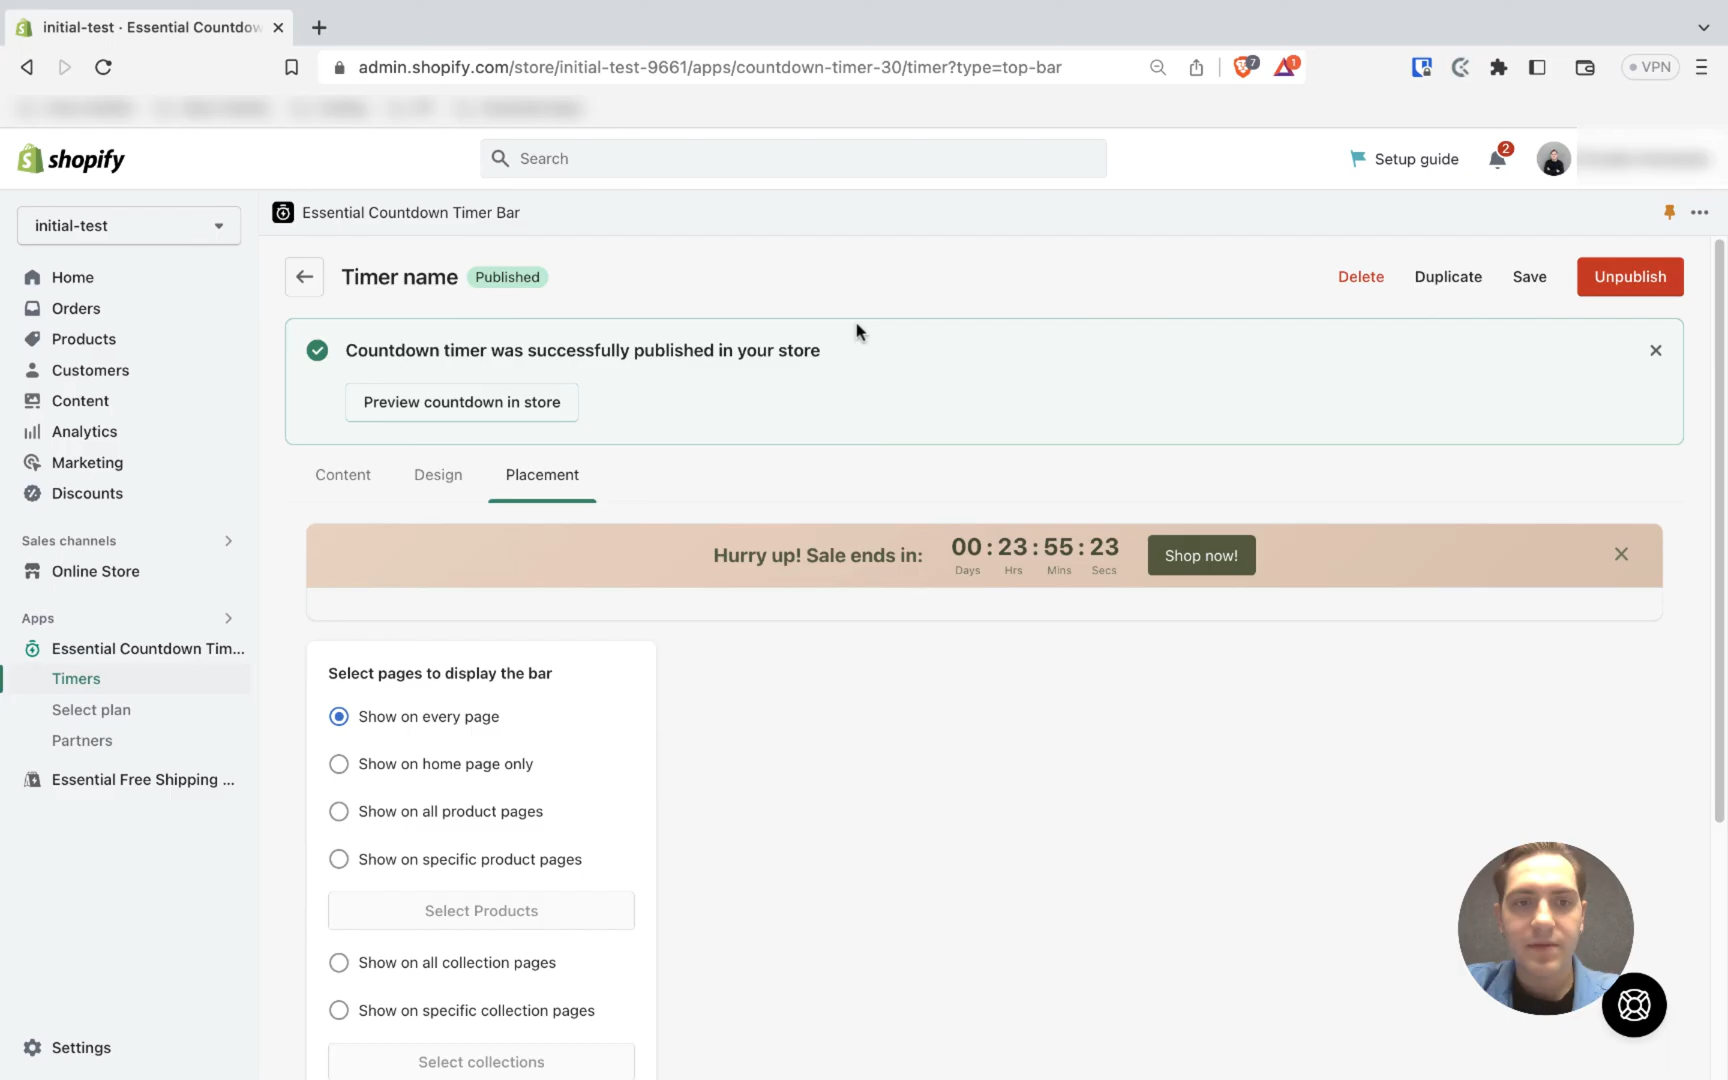 initial-test · Essential Countdow
admin.shopify.com/store/initial-test-9661/apps/countdown-timer-30/timer?type=top-bar
7
1
VPN
shopify
Search
Setup guide
2
initial-test
Essential Countdown Timer Bar
Home
Orders
Products
Customers
Content
Analytics
Marketing
Discounts
Sales channels
Online Store
Apps
Essential Countdown Tim...
Timers
Select plan
Partners
Essential Free Shipping ...
Settings
Timer name
Published
Delete
Duplicate
Save
Unpublish
Countdown timer was successfully published in your store
Preview countdown in store
Content
Design
Placement
Hurry up! Sale ends in:
00 : 23 : 55 : 23
Days Hrs Mins Secs
Shop now!
Select pages to display the bar
Show on every page
Show on home page only
Show on all product pages
Show on specific product pages
Select Products
Show on all collection pages
Show on specific collection pages
Select collections